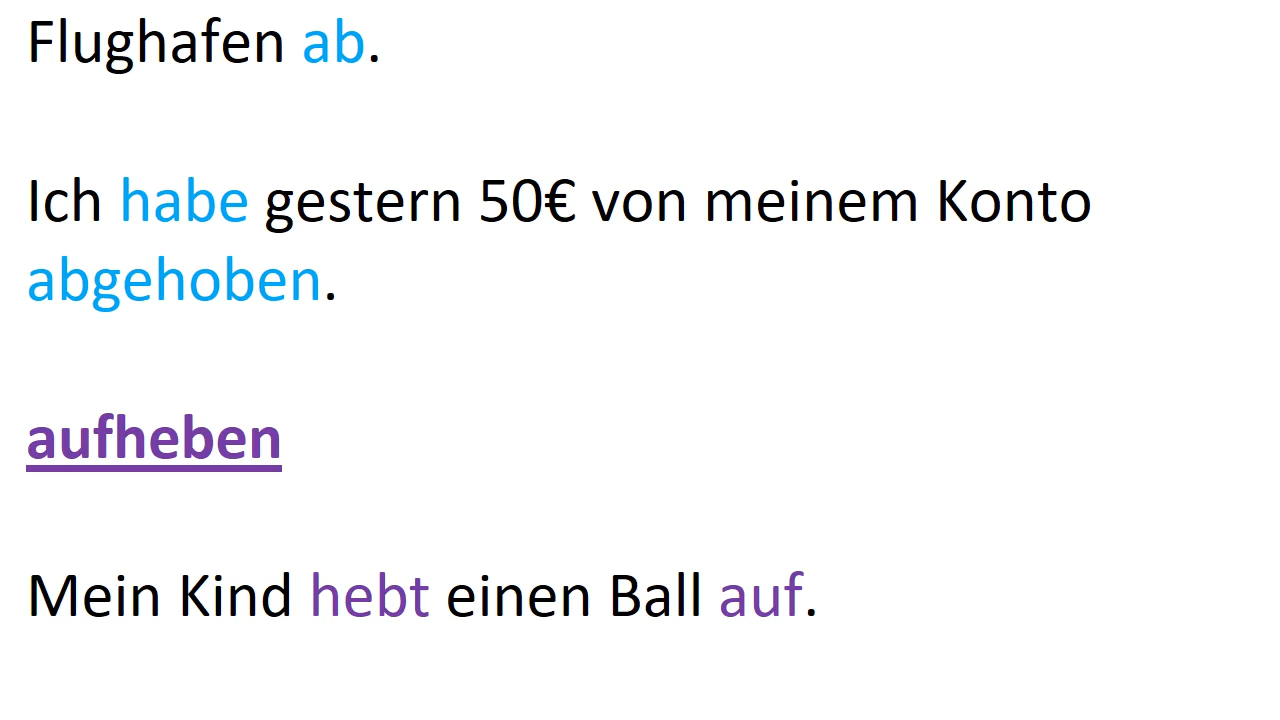 Flughafen ab.
Ich habe gestern 50€ von meinem Konto
abgehoben.
aufheben
Mein Kind hebt einen Ball auf.